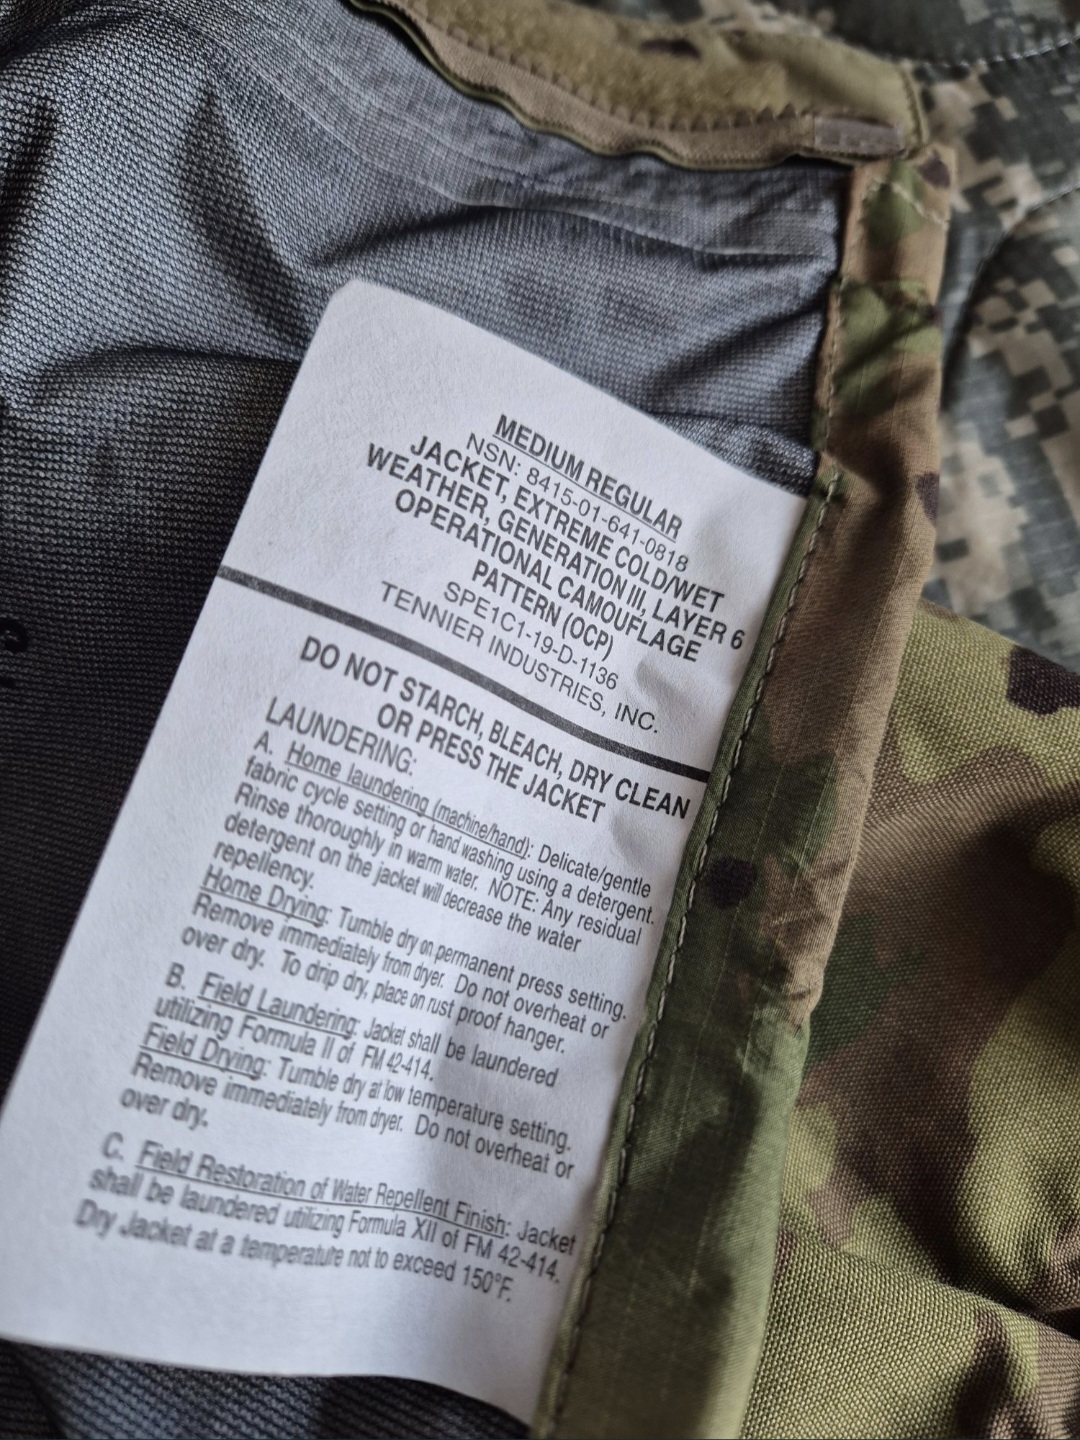 MEDIUM REGULAR
NSN: 8415-01-641-0818
JACKET, EXTREME COLD/WET
WEATHER, GENERATION III, LAYER 6
OPERATIONAL CAMOUFLAGE
PATTERN (OCP)
SPE1C1-19-D-1136
TENNIER INDUSTRIES, INC.
DO NOT STARCH, BLEACH, DRY CLEAN
OR PRESS THE JACKET
LAUNDERING:
A. Home laundering (machine/hand): Delicate/gentle
fabric cycle setting or hand washing using a detergent.
Rinse thoroughly in warm water. NOTE: Any residual
detergent on the jacket will decrease the water
repellency.
Home Drying: Tumble dry on permanent press setting.
Remove immediately from dryer. Do not overheat or
over dry. To drip dry, place on rust proof hanger.
B. Field Laundering: Jacket shall be laundered
utilizing Formula II of FM 42-414.
Field Drying: Tumble dry at low temperature setting.
Remove immediately from dryer. Do not overheat or
over dry.
C. Field Restoration of Water Repellent Finish: Jacket
shall be laundered utilizing Formula XII of FM 42-414.
Dry Jacket at a temperature not to exceed 150°F.